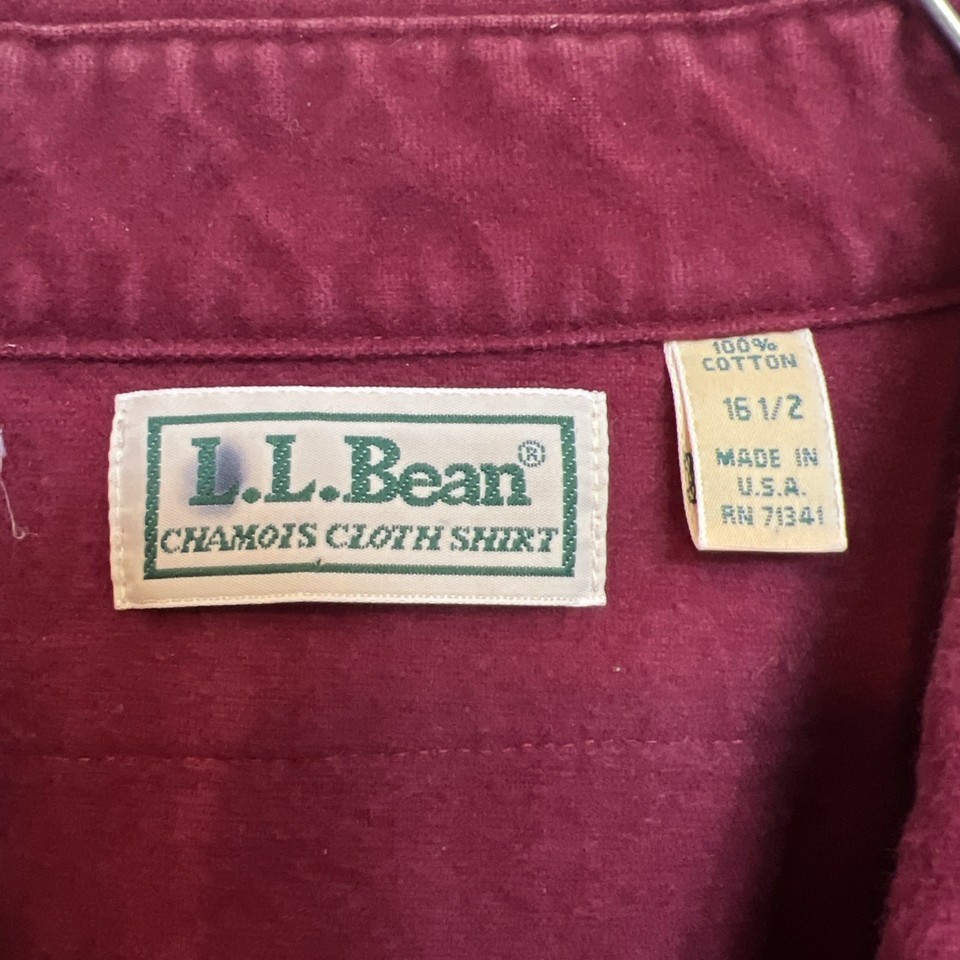 L.L.Bean®
CHAMOIS CLOTH SHIRT
100%
COTTON
16 1/2
MADE IN
U.S.A.
RN 71341